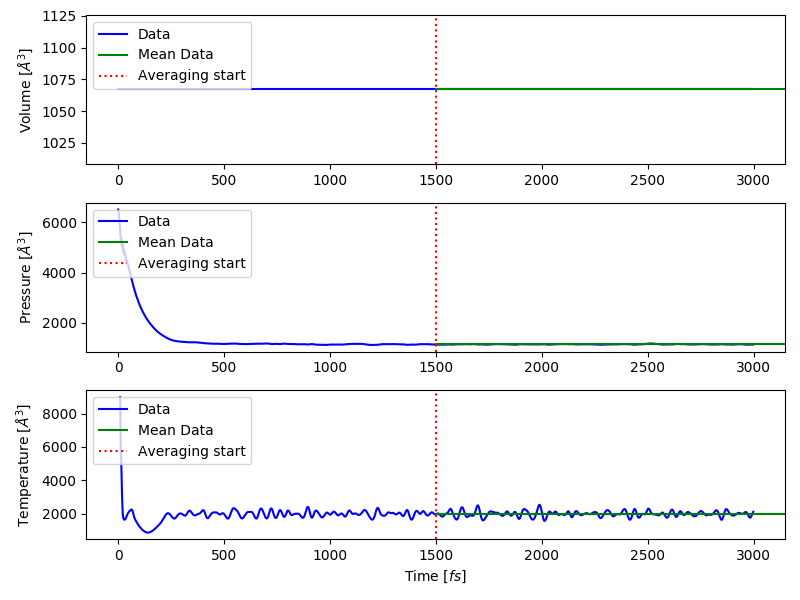 1125
1100
1075
1050
1025
Volume [Å³]
Data
Mean Data
Averaging start
0 500 1000 1500 2000 2500 3000
6000
4000
2000
Pressure [Å³]
Data
Mean Data
Averaging start
0 500 1000 1500 2000 2500 3000
8000
6000
4000
2000
Temperature [Å³]
Data
Mean Data
Averaging start
0 500 1000 1500 2000 2500 3000
Time [fs]